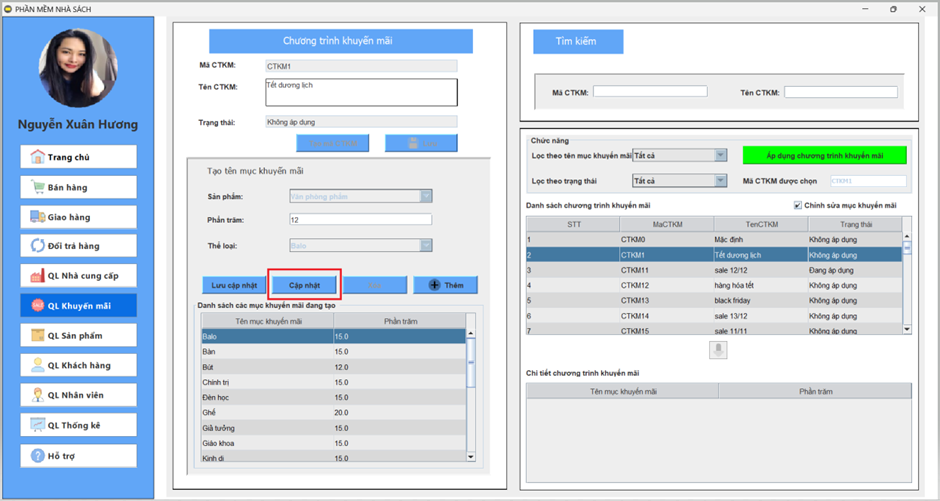 PHẦN MỀM NHÀ SÁCH
Nguyễn Xuân Hương
Trang chủ
Bán hàng
Giao hàng
Đổi trả hàng
QL Nhà cung cấp
QL Khuyến mãi
QL Sản phẩm
QL Khách hàng
QL Nhân viên
QL Thống kê
Hỗ trợ
Chương trình khuyến mãi
Mã CTKM: CTKM1
Tên CTKM: Tết dương lịch
Trạng thái: Không áp dụng
Tạo tên mục khuyến mãi
Sản phẩm: Văn phòng phẩm
Phần trăm: 12
Thể loại: Balo
Lưu cập nhật Cập nhật Thêm
Danh sách các mục khuyến mãi đang tạo
Tên mục khuyến mãi Phần trăm
Balo 15.0
Bàn 15.0
Bút 12.0
Chính trị 15.0
Đèn học 15.0
Ghế 20.0
Giả tưởng 15.0
Giáo khoa 15.0
Kinh dị 15.0
Tìm kiếm
Mã CTKM: Tên CTKM:
Chức năng
Lọc theo tên mục khuyến mãi Tất cả Áp dụng chương trình khuyến mãi
Lọc theo trạng thái Tất cả Mã CTKM được chọn CTKM1
Danh sách chương trình khuyến mãi Chỉnh sửa mục khuyến mãi
STT MaCTKM TenCTKM Trạng thái
1 CTKM0 Mặc định Không áp dụng
2 CTKM1 Tết dương lịch Không áp dụng
3 CTKM11 sale 12/12 Đang áp dụng
4 CTKM12 hàng hóa tết Không áp dụng
5 CTKM13 black friday Không áp dụng
6 CTKM14 sale 13/12 Không áp dụng
7 CTKM15 sale 11/11 Không áp dụng
Chi tiết chương trình khuyến mãi
Tên mục khuyến mãi Phần trăm